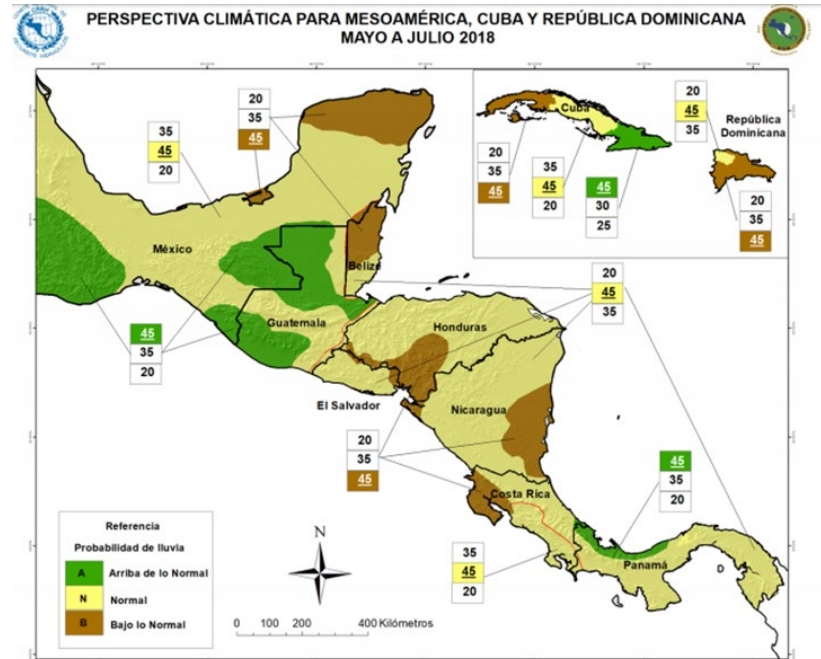 PERSPECTIVA CLIMÁTICA PARA MESOAMÉRICA, CUBA Y REPÚBLICA DOMINICANA
MAYO A JULIO 2018
20
35
45
35
45
20
Cuba
20
45
35
República
Dominicana
20
35
45
35
45
20
45
30
25
20
35
45
México
Belize
20
45
35
Guatemala
Honduras
45
35
20
El Salvador
Nicaragua
20
35
45
Costa Rica
45
35
20
Panamá
35
45
20
Referencia
Probabilidad de lluvia
A Arriba de lo Normal
N Normal
B Bajo lo Normal
N
0 100 200 400 Kilómetros